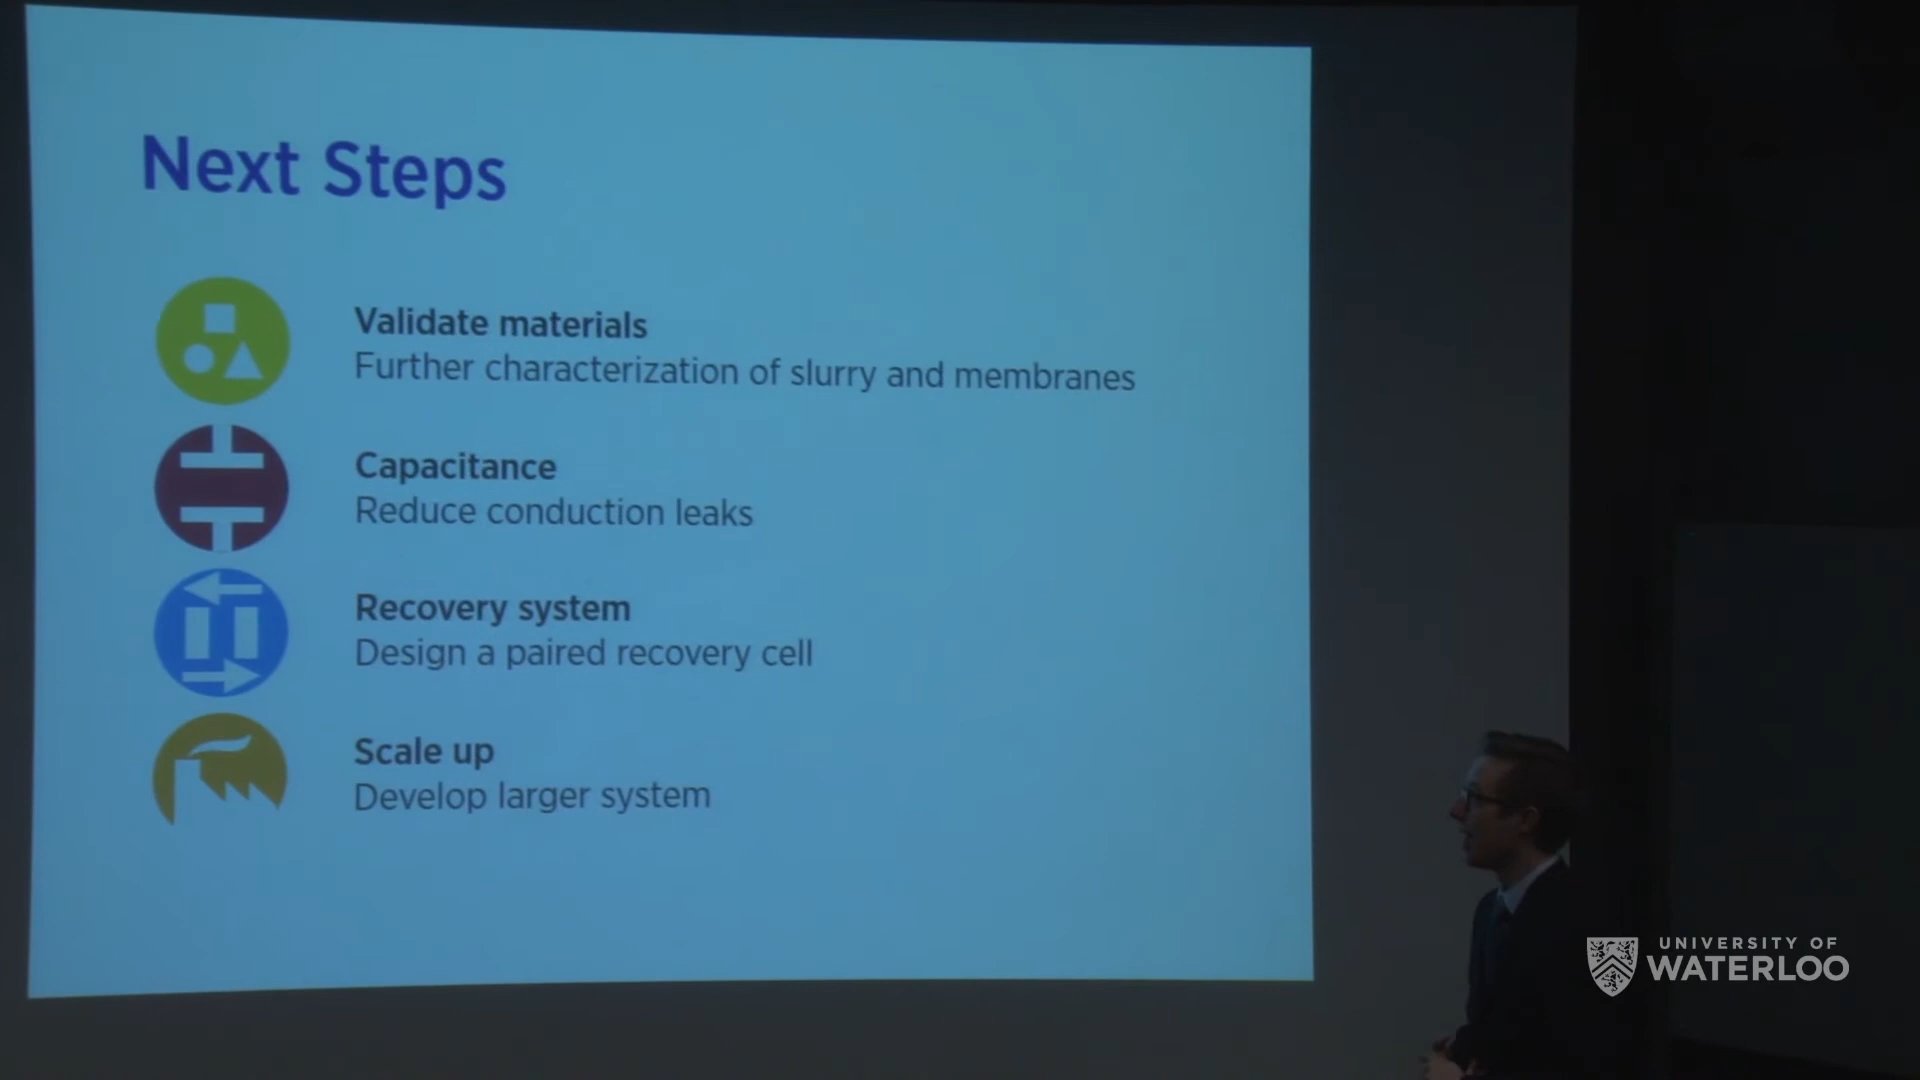 Next Steps
Validate materials
Further characterization of slurry and membranes
Capacitance
Reduce conduction leaks
Recovery system
Design a paired recovery cell
Scale up
Develop larger system
UNIVERSITY OF
WATERLOO